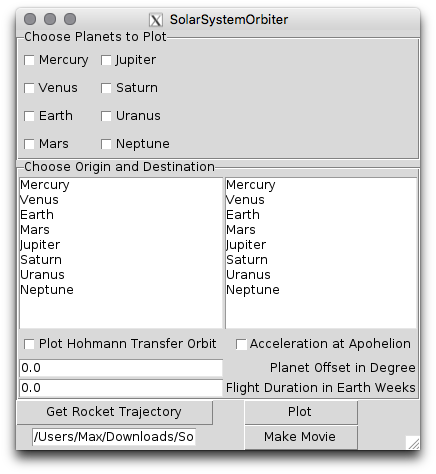 SolarSystemOrbiter
Choose Planets to Plot
Mercury Jupiter
Venus Saturn
Earth Uranus
Mars Neptune
Choose Origin and Destination
Mercury Mercury
Venus Venus
Earth Earth
Mars Mars
Jupiter Jupiter
Saturn Saturn
Uranus Uranus
Neptune Neptune
Plot Hohmann Transfer Orbit Acceleration at Apohelion
0.0 Planet Offset in Degree
0.0 Flight Duration in Earth Weeks
Get Rocket Trajectory Plot
/Users/Max/Downloads/So Make Movie